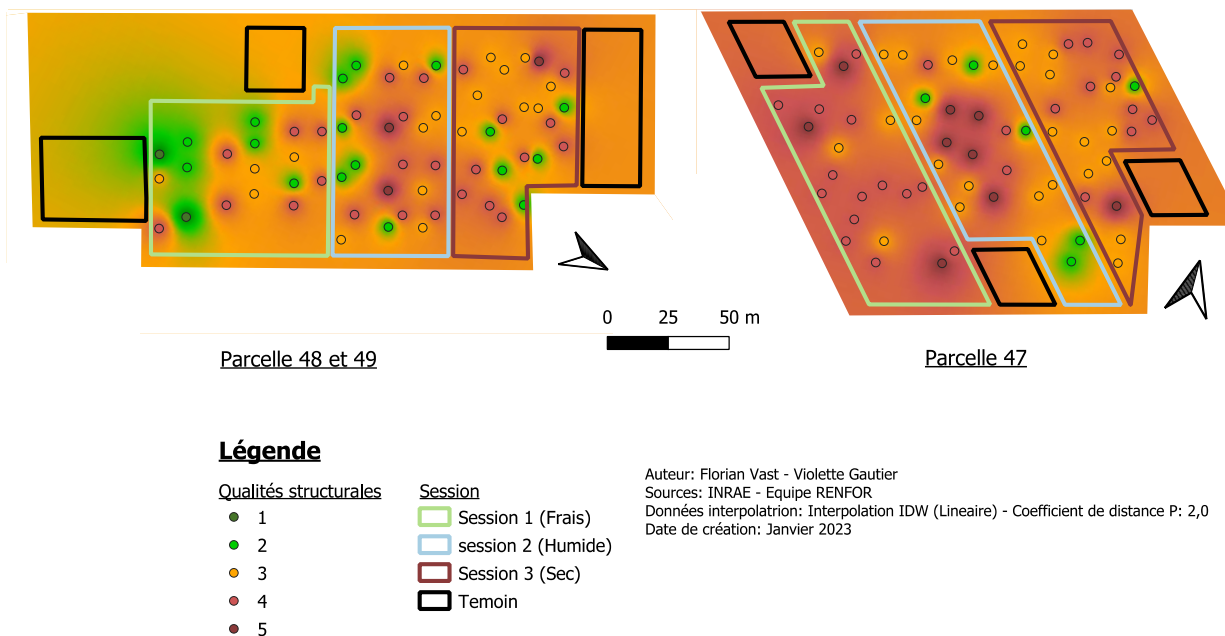 0 25 50 m
Parcelle 48 et 49
Parcelle 47
Légende
Qualités structurales
1
2
3
4
5
Session
Session 1 (Frais)
session 2 (Humide)
Session 3 (Sec)
Temoin
Auteur: Florian Vast - Violette Gautier
Sources: INRAE - Equipe RENFOR
Données interpolatrion: Interpolation IDW (Lineaire) - Coefficient de distance P: 2,0
Date de création: Janvier 2023